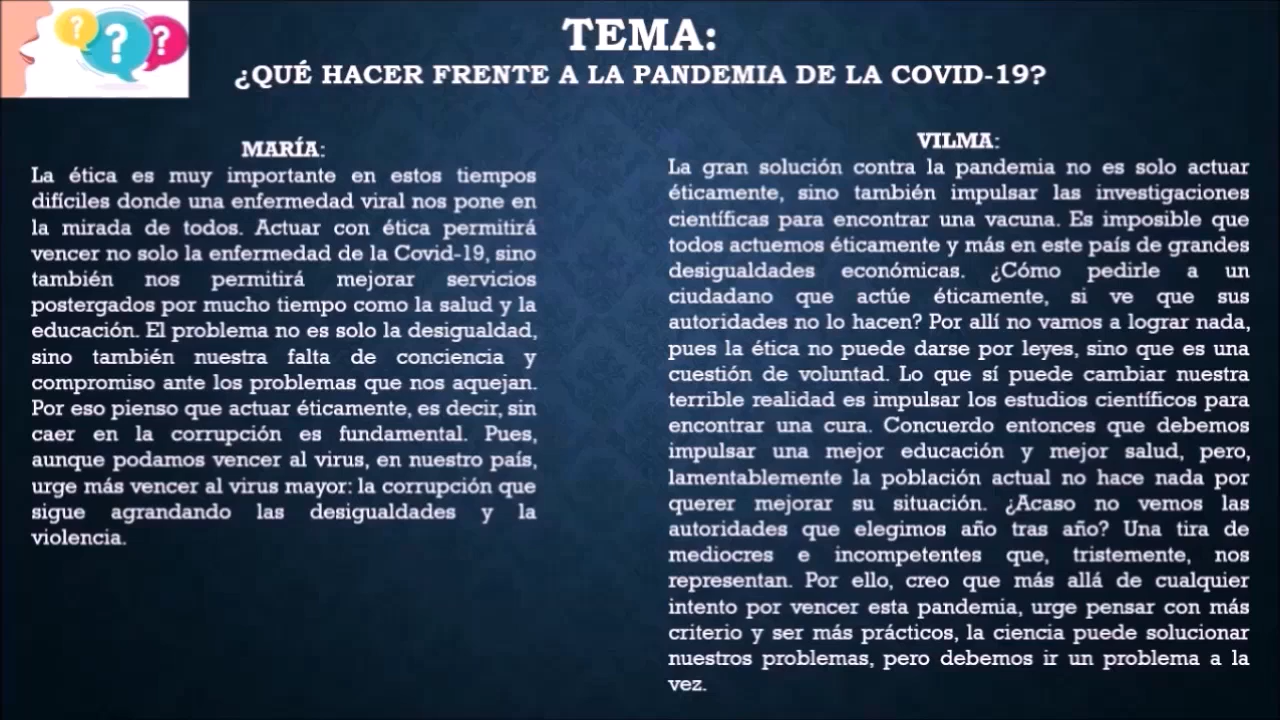 ? ? ?
TEMA:
¿QUÉ HACER FRENTE A LA PANDEMIA DE LA COVID-19?
MARÍA:
La ética es muy importante en estos tiempos
difíciles donde una enfermedad viral nos pone en
la mirada de todos. Actuar con ética permitirá
vencer no solo la enfermedad de la Covid-19, sino
también nos permitirá mejorar servicios
postergados por mucho tiempo como la salud y la
educación. El problema no es solo la desigualdad,
sino también nuestra falta de conciencia y
compromiso ante los problemas que nos aquejan.
Por eso pienso que actuar éticamente, es decir, sin
caer en la corrupción es fundamental. Pues,
aunque podamos vencer al virus, en nuestro país,
urge más vencer al virus mayor: la corrupción que
sigue agrandando las desigualdades y la
violencia.
VILMA:
La gran solución contra la pandemia no es solo actuar
éticamente, sino también impulsar las investigaciones
científicas para encontrar una vacuna. Es imposible que
todos actuemos éticamente y más en este país de grandes
desigualdades económicas. ¿Cómo pedirle a un
ciudadano que actúe éticamente, si ve que sus
autoridades no lo hacen? Por allí no vamos a lograr nada,
pues la ética no puede darse por leyes, sino que es una
cuestión de voluntad. Lo que sí puede cambiar nuestra
terrible realidad es impulsar los estudios científicos para
encontrar una cura. Concuerdo entonces que debemos
impulsar una mejor educación y mejor salud, pero,
lamentablemente la población actual no hace nada por
querer mejorar su situación. ¿Acaso no vemos las
autoridades que elegimos año tras año? Una tira de
mediocres e incompetentes que, tristemente, nos
representan. Por ello, creo que más allá de cualquier
intento por vencer esta pandemia, urge pensar con más
criterio y ser más prácticos, la ciencia puede solucionar
nuestros problemas, pero debemos ir un problema a la
vez.